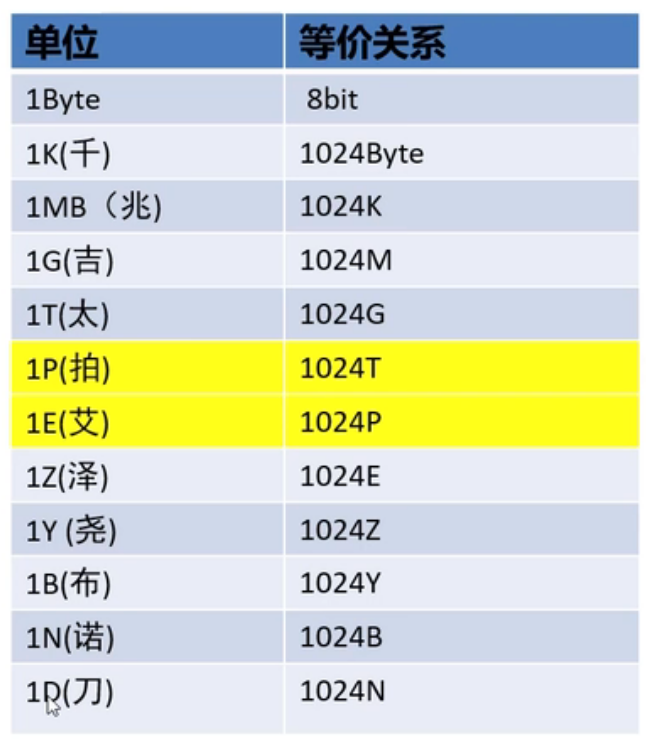 单位 等价关系
1Byte 8bit
1K(千) 1024Byte
1MB（兆) 1024K
1G(吉) 1024M
1T(太) 1024G
1P(拍) 1024T
1E(艾) 1024P
1Z(泽) 1024E
1Y (尧) 1024Z
1B(布) 1024Y
1N(诺) 1024B
1D(刀) 1024N